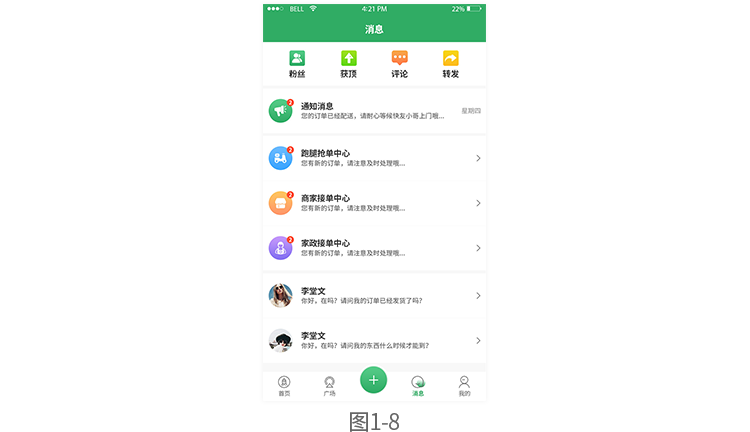 BELL 4:21 PM 22%
消息
粉丝 获顶 评论 转发
通知消息
您的订单已经配送，请耐心等候快友小哥上门哦... 星期四
2
跑腿抢单中心
您有新的订单，请注意及时处理哦...
2
商家接单中心
您有新的订单，请注意及时处理哦...
2
家政接单中心
您有新的订单，请注意及时处理哦...
2
李堂文
你好，在吗？请问我的订单已经发货了吗？
李堂文
你好，在吗？请问我的东西什么时候才能到？
首页 广场 消息 我的
图1-8